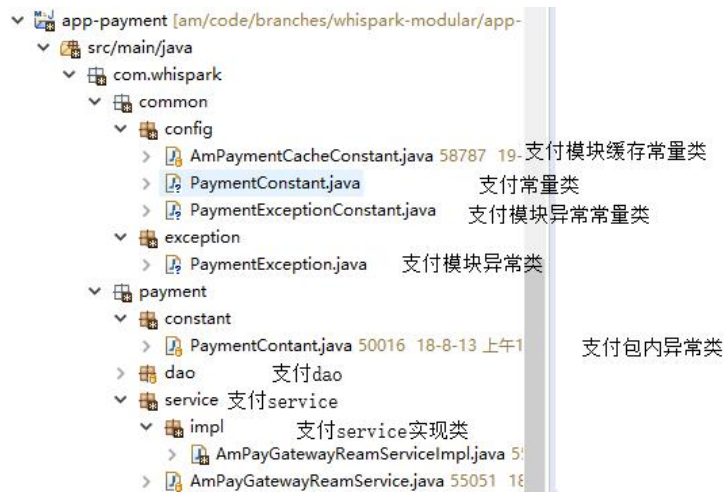 app-payment [am/code/branches/whispark-modular/app-
src/main/java
com.whispark
common
config
AmPaymentCacheConstant.java 58787 19- 支付模块缓存常量类
PaymentConstant.java 支付常量类
PaymentExceptionConstant.java 支付模块异常常量类
exception
PaymentException.java 支付模块异常类
payment
constant
PaymentContant.java 50016 18-8-13 上午1 支付包内异常类
dao 支付dao
service 支付service
impl 支付service实现类
AmPayGatewayReamServiceImpl.java 55
AmPayGatewayReamService.java 55051 18